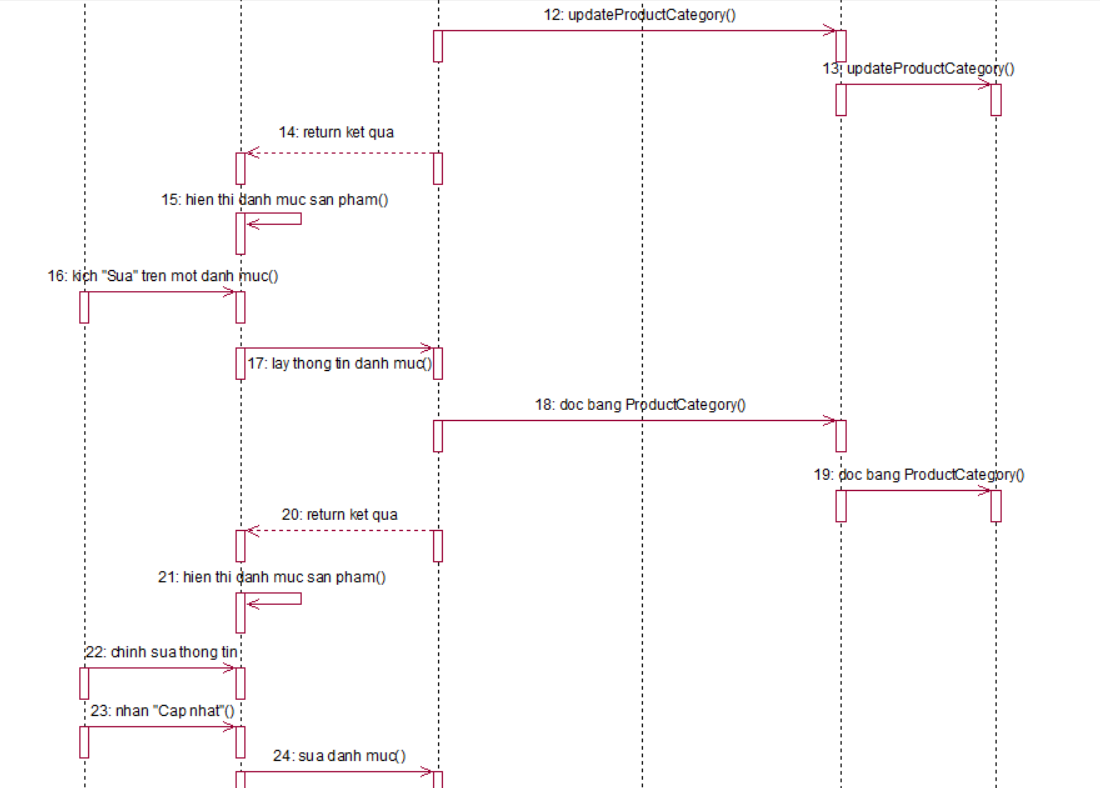 12: updateProductCategory()
13: updateProductCategory()
14: return ket qua
15: hien thi danh muc san pham()
16: kich "Sua" tren mot danh muc()
17: lay thong tin danh muc()
18: doc bang ProductCategory()
19: doc bang ProductCategory()
20: return ket qua
21: hien thi danh muc san pham()
22: chinh sua thong tin
23: nhan "Cap nhat"()
24: sua danh muc()